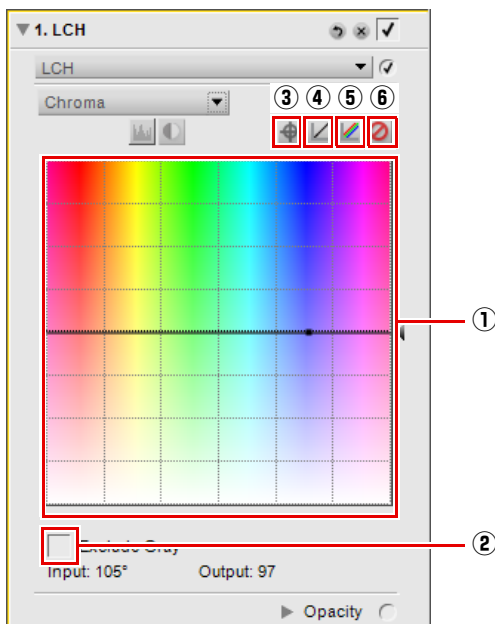 1. LCH
LCH
Chroma
③ ④ ⑤ ⑥
①
Exclude Gray
②
Input: 105° Output: 97
Opacity